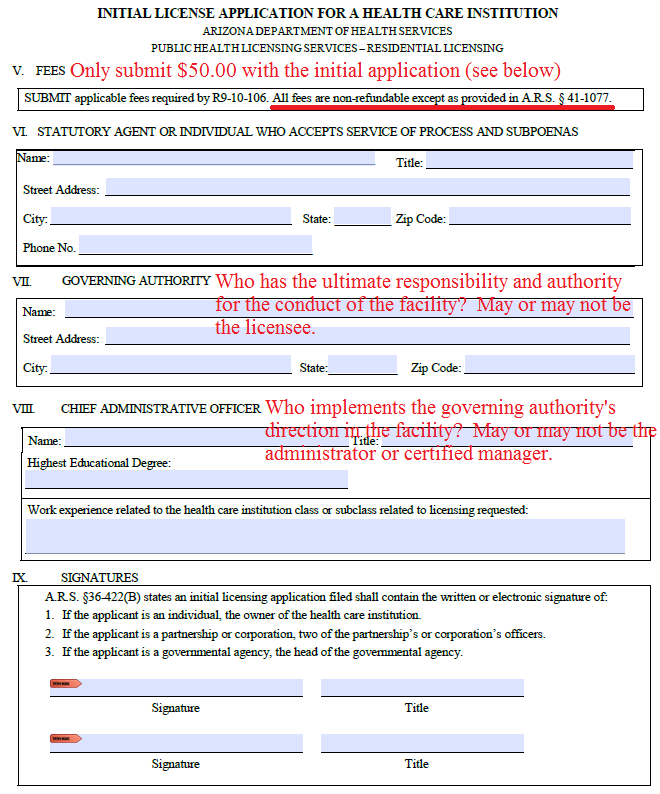 INITIAL LICENSE APPLICATION FOR A HEALTH CARE INSTITUTION
ARIZONA DEPARTMENT OF HEALTH SERVICES
PUBLIC HEALTH LICENSING SERVICES – RESIDENTIAL LICENSING
V. FEES Only submit $50.00 with the initial application (see below)
SUBMIT applicable fees required by R9-10-106. All fees are non-refundable except as provided in A.R.S. § 41-1077.
VI. STATUTORY AGENT OR INDIVIDUAL WHO ACCEPTS SERVICE OF PROCESS AND SUBPOENAS
Name: Title:
Street Address:
City: State: Zip Code:
Phone No.
VII. GOVERNING AUTHORITY Who has the ultimate responsibility and authority
for the conduct of the facility? May or may not be
the licensee.
Name:
Street Address:
City: State: Zip Code:
VIII. CHIEF ADMINISTRATIVE OFFICER Who implements the governing authority's
direction in the facility? May or may not be the
administrator or certified manager.
Name: Title:
Highest Educational Degree:
Work experience related to the health care institution class or subclass related to licensing requested:
IX. SIGNATURES
A.R.S. §36-422(B) states an initial licensing application filed shall contain the written or electronic signature of:
1. If the applicant is an individual, the owner of the health care institution.
2. If the applicant is a partnership or corporation, two of the partnership's or corporation's officers.
3. If the applicant is a governmental agency, the head of the governmental agency.
Signature Title
Signature Title